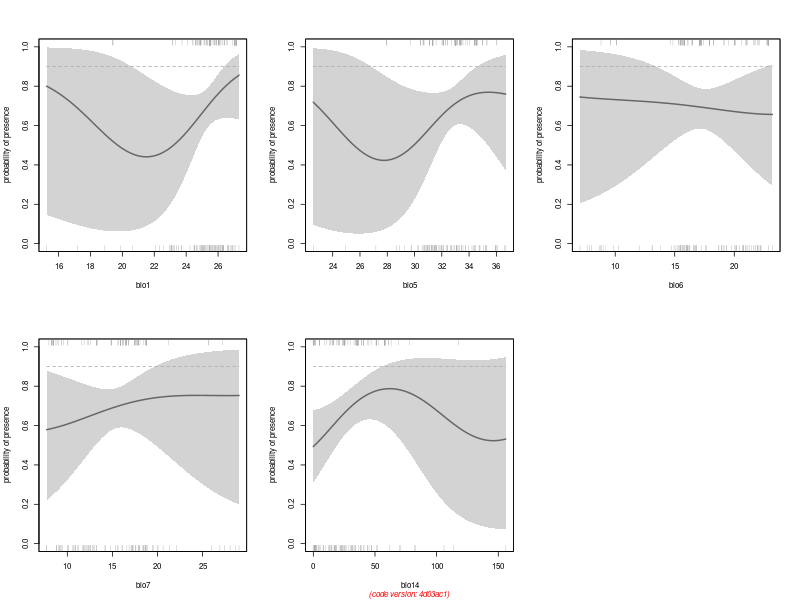 probability of presence
0.0 0.2 0.4 0.6 0.8 1.0
16 18 20 22 24 26
bio1
probability of presence
0.0 0.2 0.4 0.6 0.8 1.0
24 26 28 30 32 34 36
bio5
probability of presence
0.0 0.2 0.4 0.6 0.8 1.0
10 15 20
bio6
probability of presence
0.0 0.2 0.4 0.6 0.8 1.0
10 15 20 25
bio7
probability of presence
0.0 0.2 0.4 0.6 0.8 1.0
0 50 100 150
bio14
(code version: 4d03ac1)